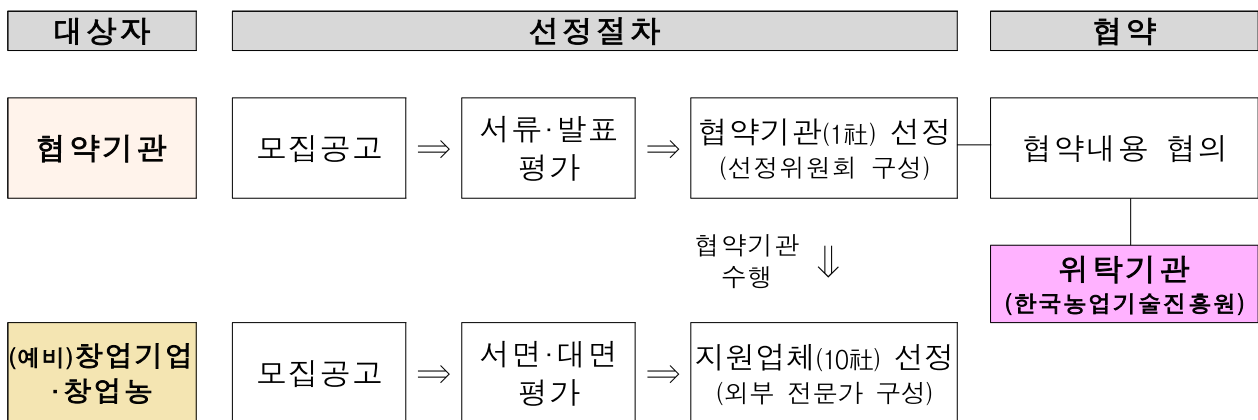 대상자
선정절차
협약
협약기관
모집공고
⇒
서류·발표
평가
⇒
협약기관(1社) 선정
(선정위원회 구성)
협약내용 협의
협약기관
수행
⇓
위탁기관
(한국농업기술진흥원)
(예비)창업기업
·창업농
모집공고
⇒
서면·대면
평가
⇒
지원업체(10社) 선정
(외부 전문가 구성)